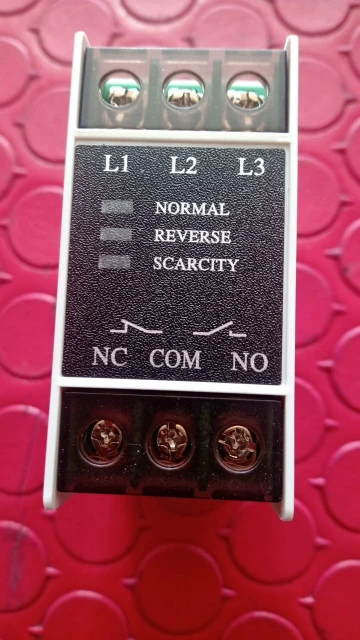 L1 L2 L3
NORMAL
REVERSE
SCARCITY
NC COM NO